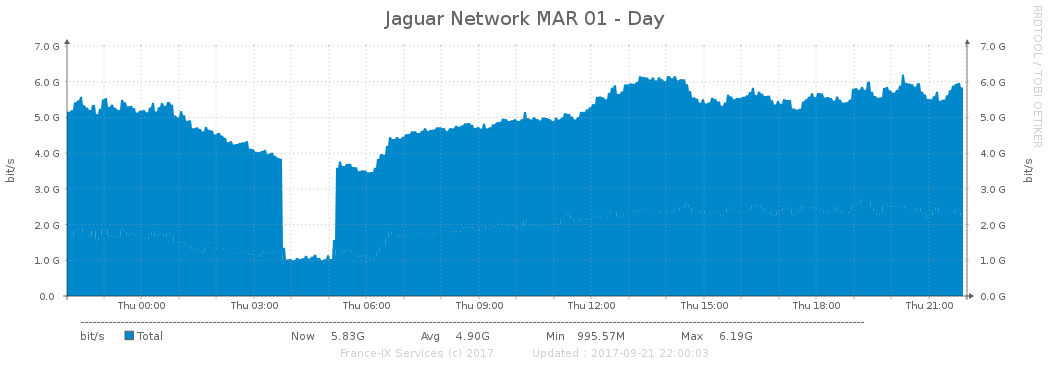 Jaguar Network MAR 01 - Day
RRDTOOL / TOBI OETIKER
7.0 G 7.0 G
6.0 G 6.0 G
5.0 G 5.0 G
4.0 G 4.0 G
3.0 G 3.0 G
2.0 G 2.0 G
1.0 G 1.0 G
0.0 0.0 G
bit/s
bit/s
Thu 00:00 Thu 03:00 Thu 06:00 Thu 09:00 Thu 12:00 Thu 15:00 Thu 18:00 Thu 21:00
bit/s Total Now 5.83G Avg 4.90G Min 995.57M Max 6.19G
France-IX Services (c) 2017 Updated : 2017-09-21 22:00:03